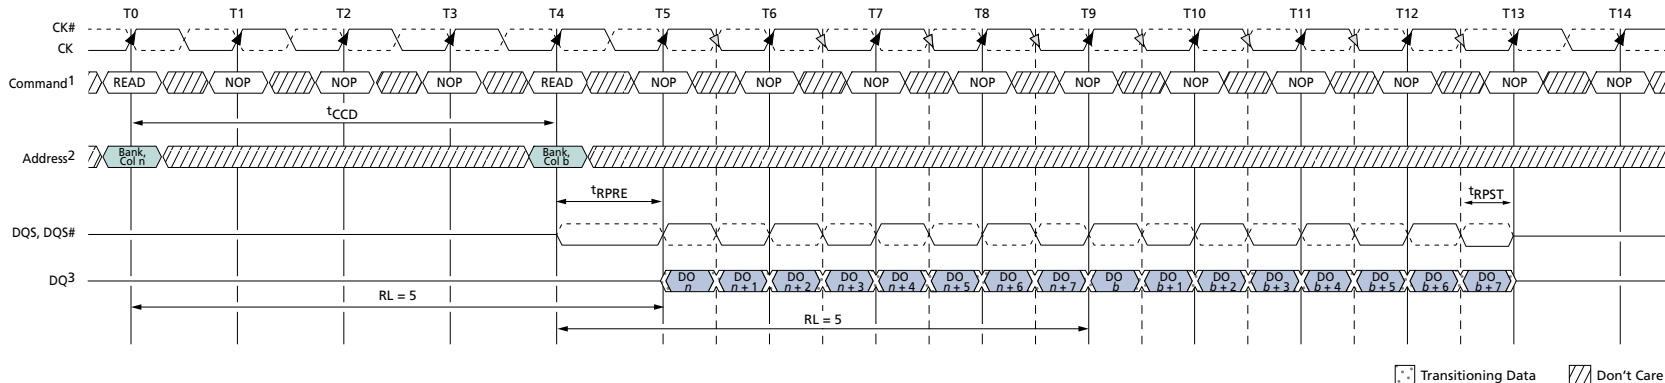 T0 T1 T2 T3 T4 T5 T6 T7 T8 T9 T10 T11 T12 T13 T14
CK#
CK
Command1 READ NOP NOP NOP READ NOP NOP NOP NOP NOP NOP NOP NOP NOP NOP
tCCD
Address2 Bank, Col n Bank, Col b
tRPRE tRPST
DQS, DQS#
DQ3 DO n DO n + 1 DO n + 2 DO n + 3 DO n + 4 DO n + 5 DO n + 6 DO n + 7 DO b DO b + 1 DO b + 2 DO b + 3 DO b + 4 DO b + 5 DO b + 6 DO b + 7
RL = 5
RL = 5
Transitioning Data Don't Care